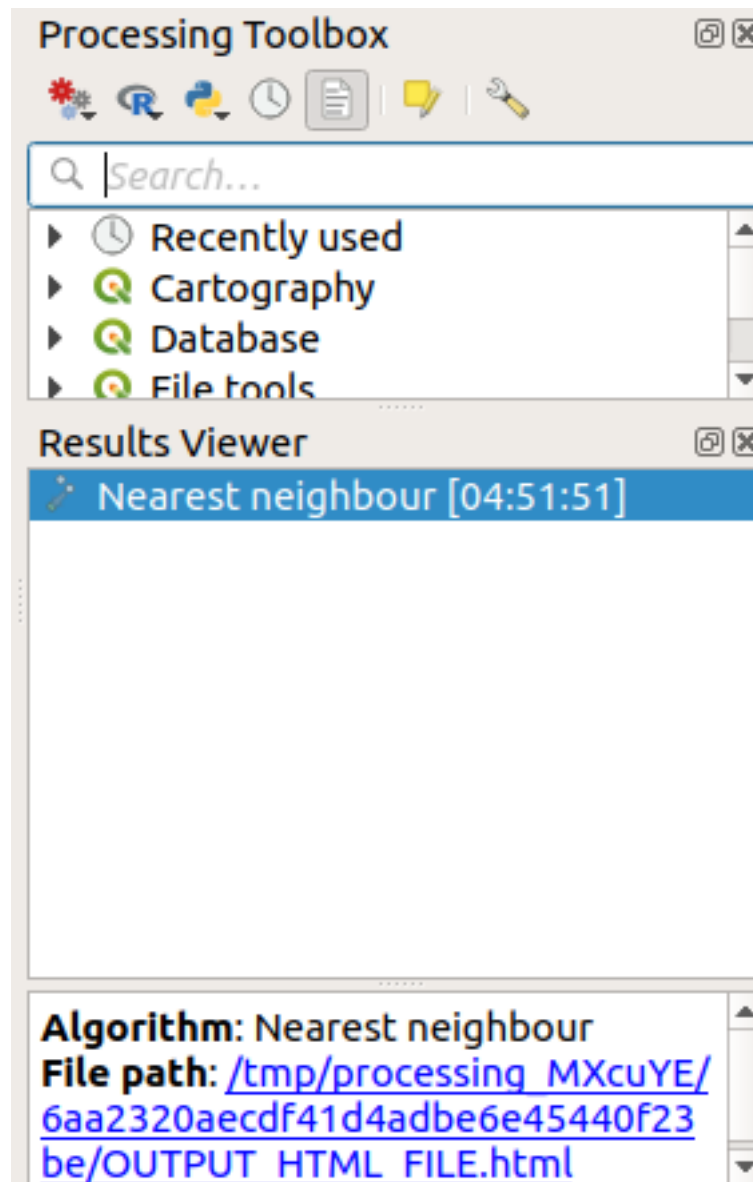 Processing Toolbox
Search…
Recently used
Cartography
Database
File tools
Results Viewer
Nearest neighbour [04:51:51]
Algorithm: Nearest neighbour
File path: /tmp/processing_MXcuYE/
6aa2320aecdf41d4adbe6e45440f23
be/OUTPUT_HTML_FILE.html